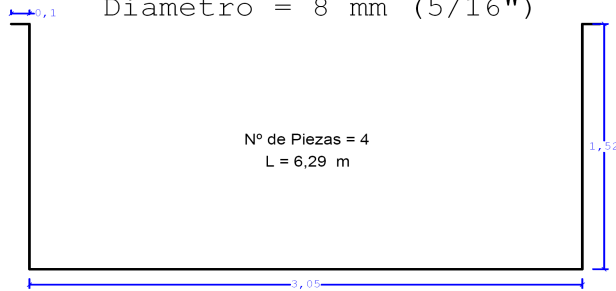 Diametro = 8 mm (5/16")
0,1
Nº de Piezas = 4
L = 6,29 m
1,52
3,05